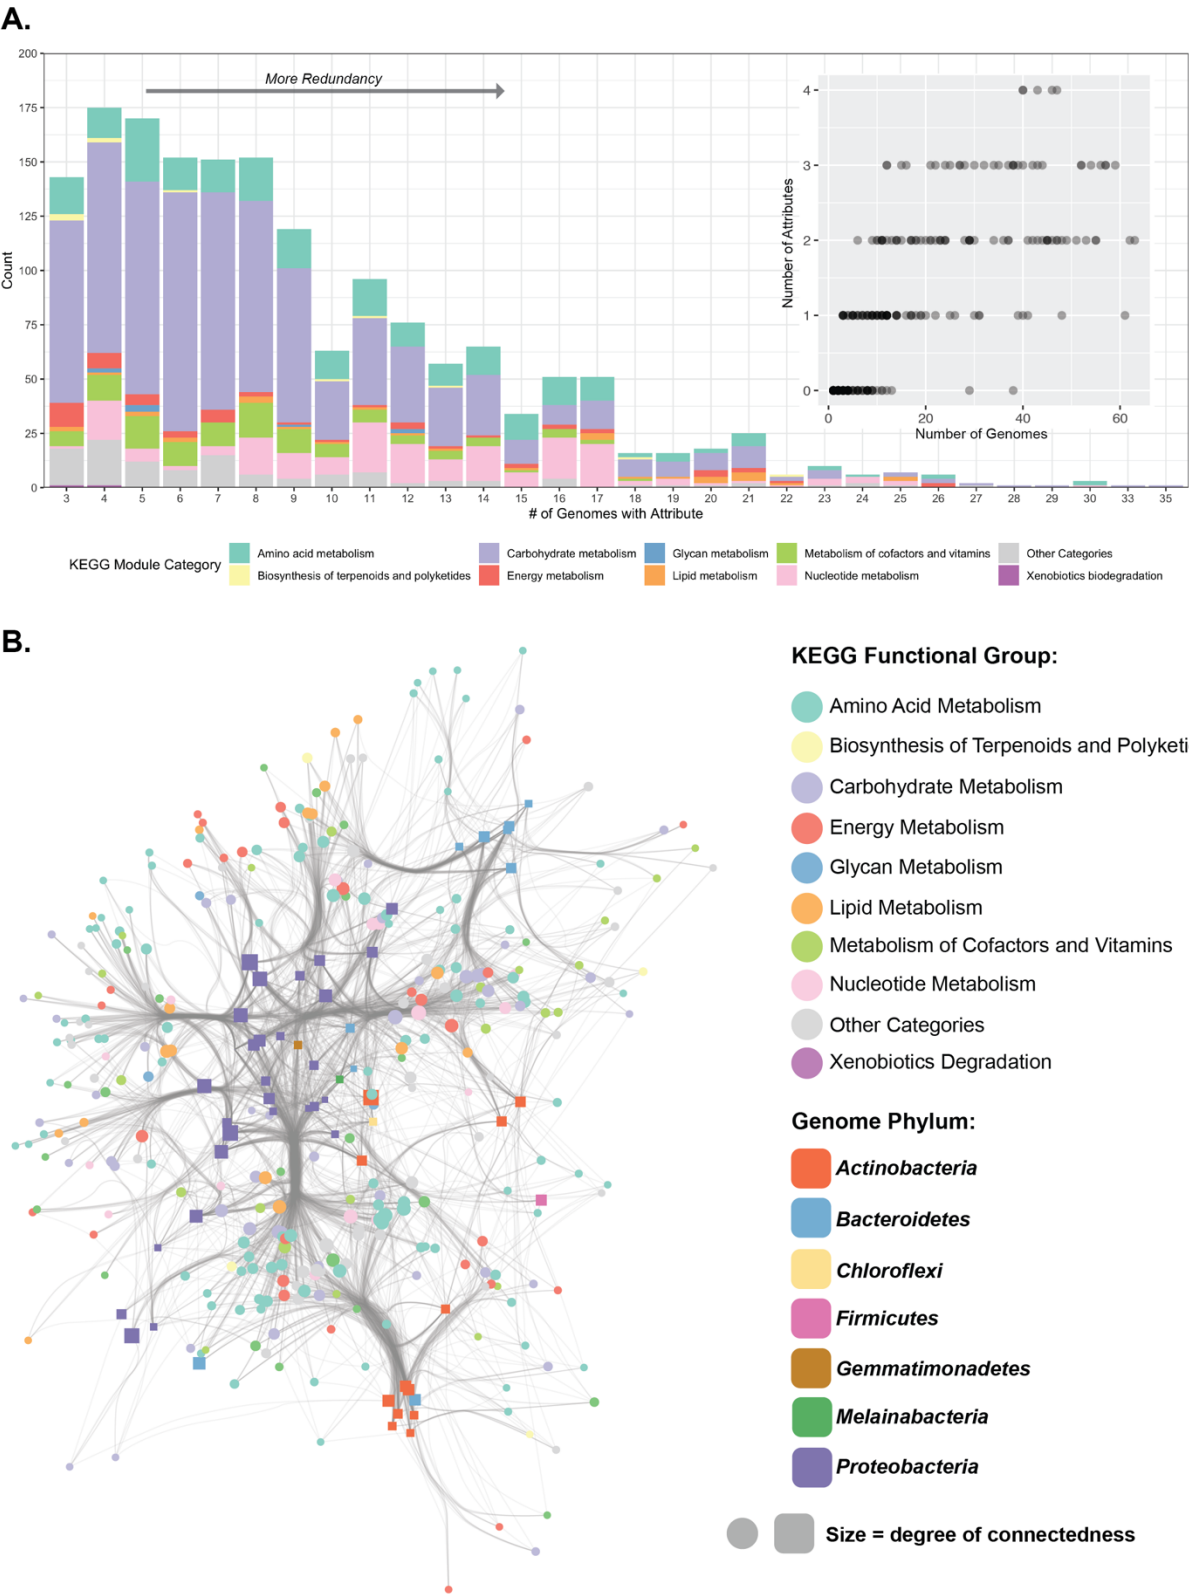 A.
200
175
150
125
100
75
50
25
0
Count
More Redundancy
3 4 5 6 7 8 9 10 11 12 13 14 15 16 17 18 19 20 21 22 23 24 25 26 27 28 29 30 33 35
# of Genomes with Attribute
4
3
2
1
0
Number of Attributes
0 20 40 60
Number of Genomes
KEGG Module Category
Amino acid metabolism
Biosynthesis of terpenoids and polyketides
Carbohydrate metabolism
Energy metabolism
Glycan metabolism
Lipid metabolism
Metabolism of cofactors and vitamins
Nucleotide metabolism
Other Categories
Xenobiotics biodegradation
B.
KEGG Functional Group:
Amino Acid Metabolism
Biosynthesis of Terpenoids and Polyketi
Carbohydrate Metabolism
Energy Metabolism
Glycan Metabolism
Lipid Metabolism
Metabolism of Cofactors and Vitamins
Nucleotide Metabolism
Other Categories
Xenobiotics Degradation
Genome Phylum:
Actinobacteria
Bacteroidetes
Chloroflexi
Firmicutes
Gemmatimonadetes
Melainabacteria
Proteobacteria
Size = degree of connectedness